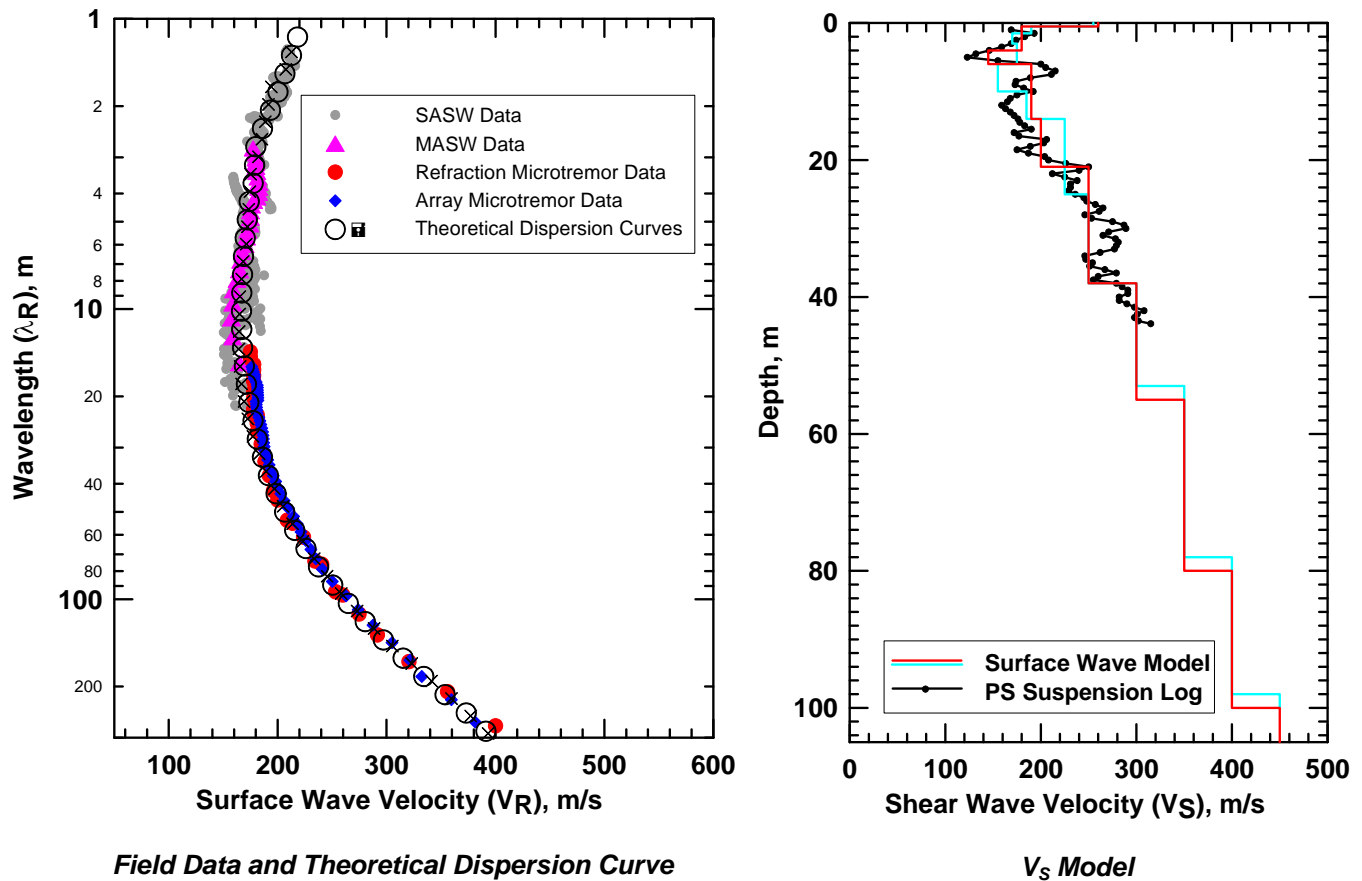 1
2
4
6
8
10
20
40
60
80
100
200
Wavelength (λR), m
100 200 300 400 500 600
Surface Wave Velocity (VR), m/s
SASW Data
MASW Data
Refraction Microtremor Data
Array Microtremor Data
Theoretical Dispersion Curves
Field Data and Theoretical Dispersion Curve
0
20
40
60
80
100
Depth, m
Surface Wave Model
PS Suspension Log
0 100 200 300 400 500
Shear Wave Velocity (VS), m/s
VS Model